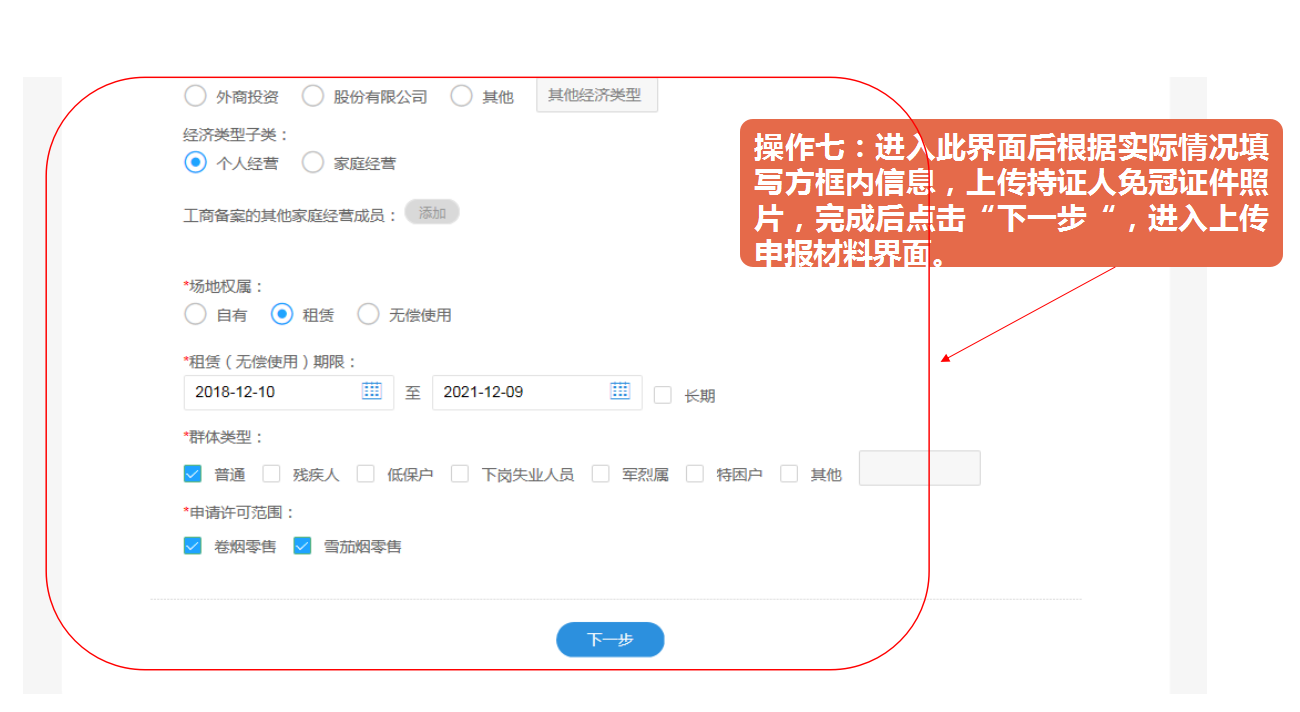 外商投资 股份有限公司 其他 其他经济类型
经济类型子类：
个人经营 家庭经营
工商备案的其他家庭经营成员： 添加
操作七：进入此界面后根据实际情况填
写方框内信息，上传持证人免冠证件照
片，完成后点击“下一步“，进入上传
申报材料界面。
*场地权属：
自有 租赁 无偿使用
*租赁（无偿使用）期限：
2018-12-10 至 2021-12-09 长期
*群体类型：
普通 残疾人 低保户 下岗失业人员 军烈属 特困户 其他
*申请许可范围：
卷烟零售 雪茄烟零售
下一步